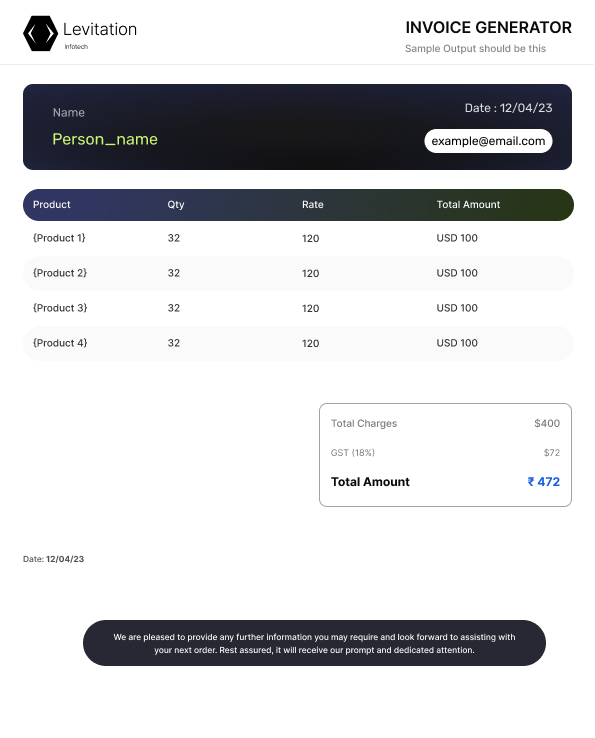 Levitation
infotech
INVOICE GENERATOR
Sample Output should be this
Name
Person_name
Date : 12/04/23
example@email.com
Product Qty Rate Total Amount
{Product 1} 32 120 USD 100
{Product 2} 32 120 USD 100
{Product 3} 32 120 USD 100
{Product 4} 32 120 USD 100
Total Charges $400
GST (18%) $72
Total Amount ₹ 472
Date: 12/04/23
We are pleased to provide any further information you may require and look forward to assisting with
your next order. Rest assured, it will receive our prompt and dedicated attention.